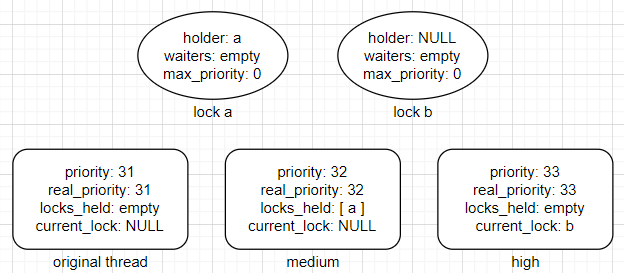 holder: a
waiters: empty
max_priority: 0
lock a
holder: NULL
waiters: empty
max_priority: 0
lock b
priority: 31
real_priority: 31
locks_held: empty
current_lock: NULL
original thread
priority: 32
real_priority: 32
locks_held: [ a ]
current_lock: NULL
medium
priority: 33
real_priority: 33
locks_held: empty
current_lock: b
high